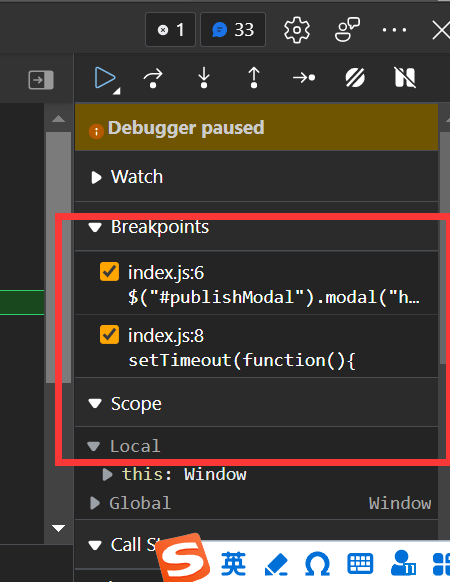 1
33
Debugger paused
Watch
Breakpoints
index.js:6
$("#publishModal").modal("h…
index.js:8
setTimeout(function(){
Scope
Local
this: Window
Global Window
Call St
S 英